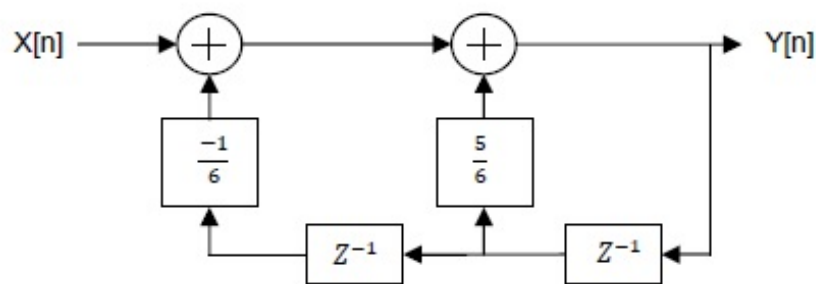 X[n] + + Y[n]
-1/6 5/6
Z⁻¹ Z⁻¹